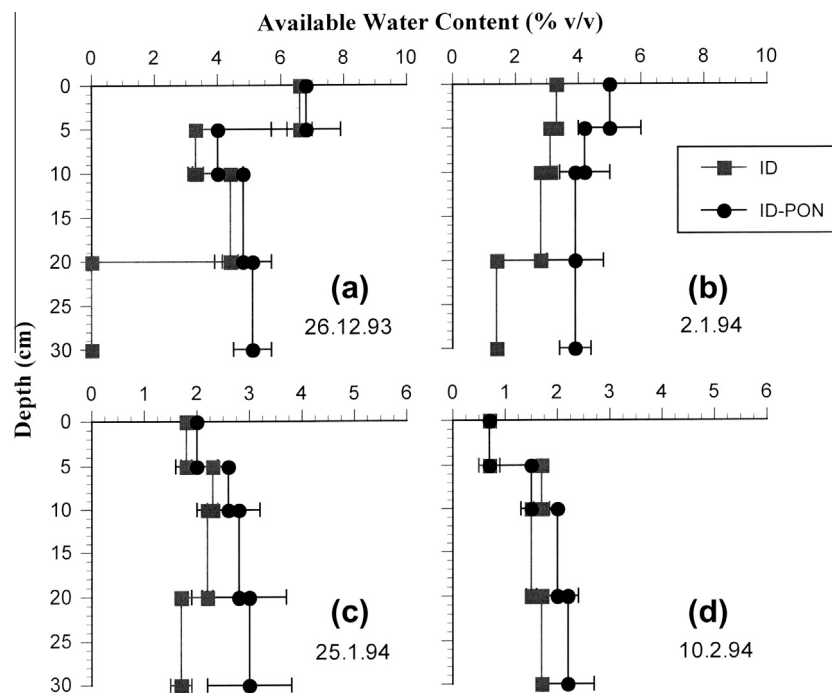 Available Water Content (% v/v)
0 2 4 6 8 10
0 2 4 6 8 10
0
5
10
15
20
25
30
(a)
26.12.93
(b)
2.1.94
ID
ID-PON
Depth (cm)
0 1 2 3 4 5 6
0 1 2 3 4 5 6
0
5
10
15
20
25
30
(c)
25.1.94
(d)
10.2.94